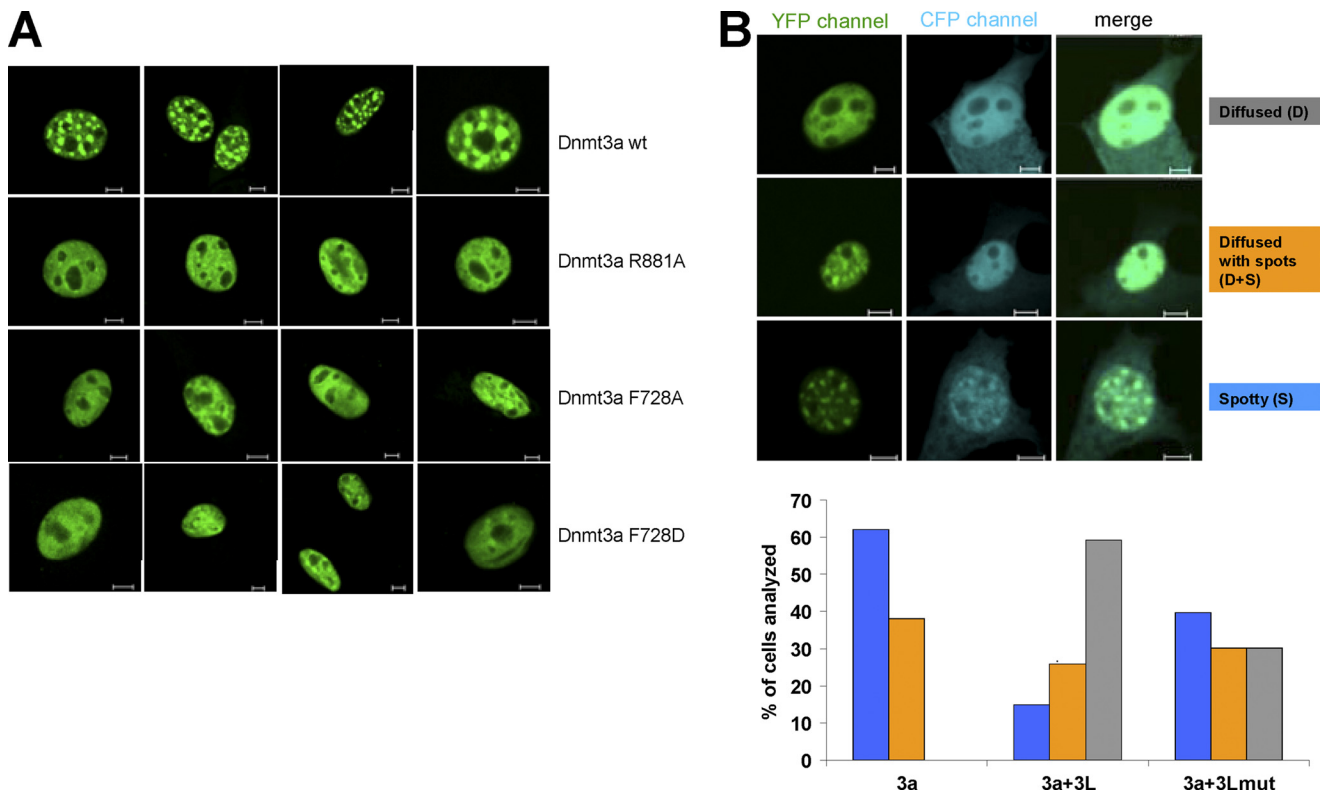 A
Dnmt3a wt
Dnmt3a R881A
Dnmt3a F728A
Dnmt3a F728D
B
YFP channel CFP channel merge
Diffused (D)
Diffused
with spots
(D+S)
Spotty (S)
% of cells analyzed
70
60
50
40
30
20
10
0
3a 3a+3L 3a+3Lmut